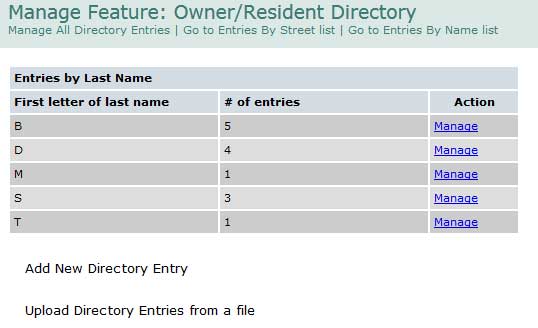 Manage Feature: Owner/Resident Directory
Manage All Directory Entries | Go to Entries By Street list | Go to Entries By Name list
Entries by Last Name
First letter of last name # of entries Action
B 5 Manage
D 4 Manage
M 1 Manage
S 3 Manage
T 1 Manage
Add New Directory Entry
Upload Directory Entries from a file